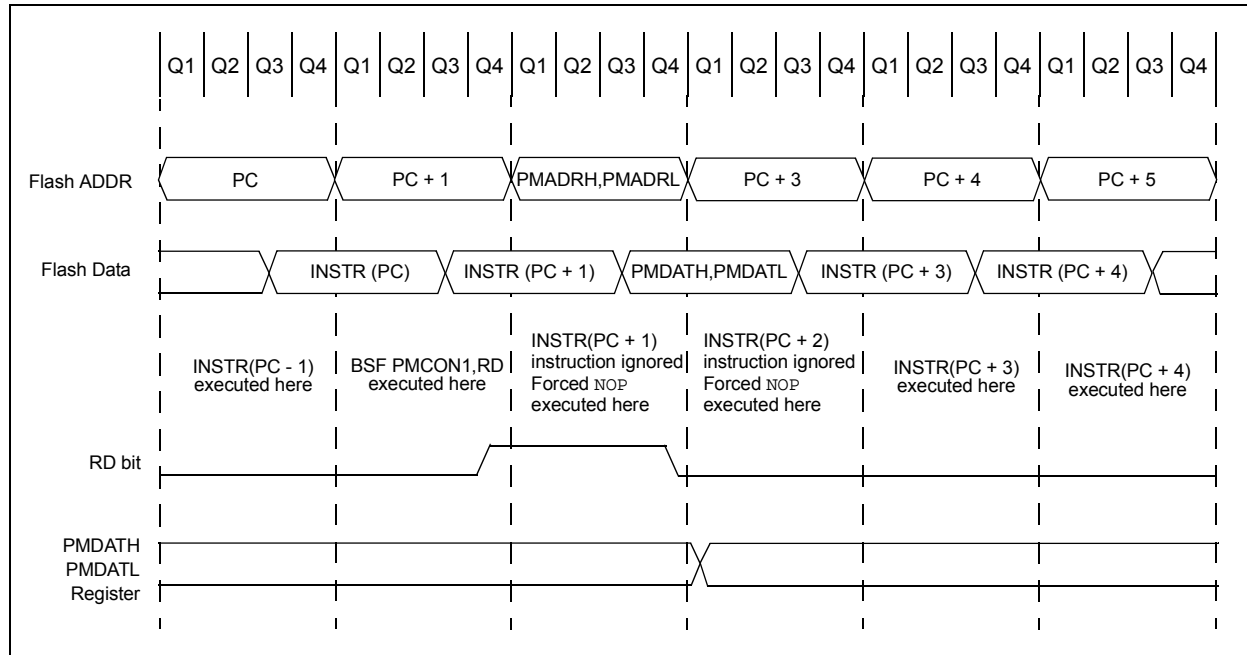 Q1 Q2 Q3 Q4 Q1 Q2 Q3 Q4 Q1 Q2 Q3 Q4 Q1 Q2 Q3 Q4 Q1 Q2 Q3 Q4 Q1 Q2 Q3 Q4
Flash ADDR PC PC + 1 PMADRH,PMADRL PC + 3 PC + 4 PC + 5
Flash Data INSTR (PC) INSTR (PC + 1) PMDATH,PMDATL INSTR (PC + 3) INSTR (PC + 4)
INSTR(PC - 1)
executed here
BSF PMCON1,RD
executed here
INSTR(PC + 1)
instruction ignored
Forced NOP
executed here
INSTR(PC + 2)
instruction ignored
Forced NOP
executed here
INSTR(PC + 3)
executed here
INSTR(PC + 4)
executed here
RD bit
PMDATH
PMDATL
Register